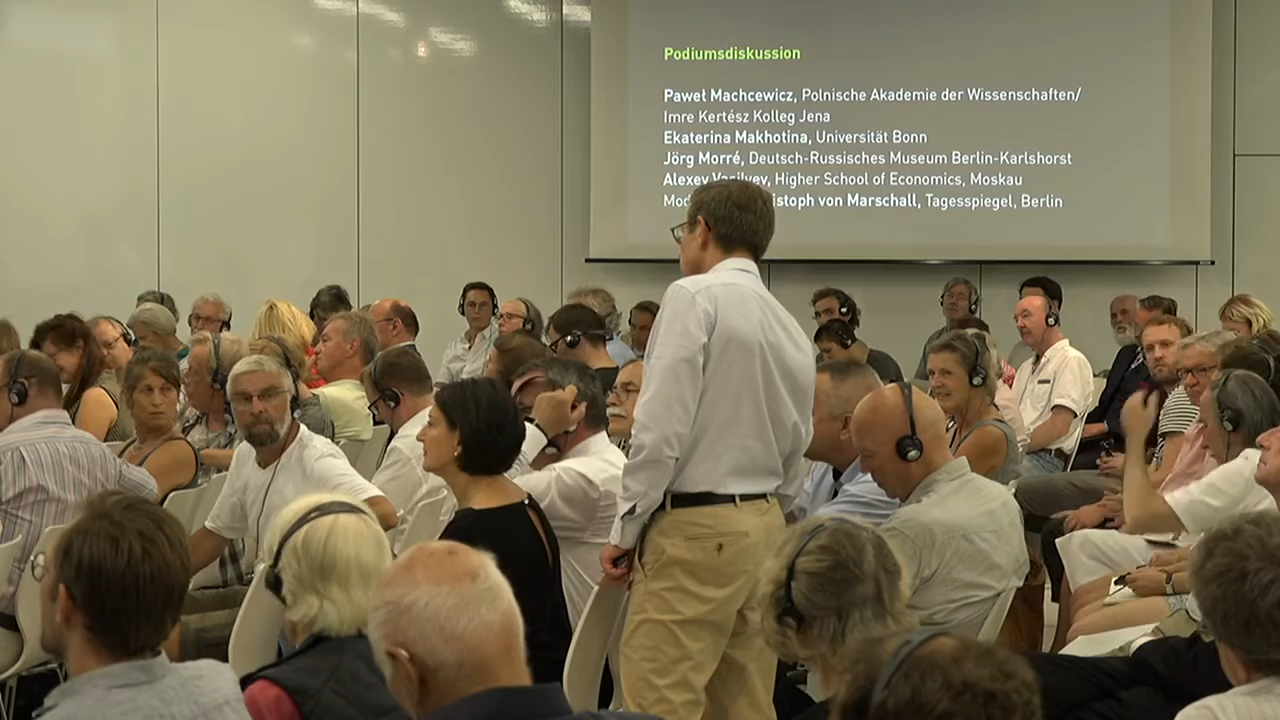 Podiumsdiskussion
Paweł Machcewicz, Polnische Akademie der Wissenschaften/
Imre Kertész Kolleg Jena
Ekaterina Makhotina, Universität Bonn
Jörg Morré, Deutsch-Russisches Museum Berlin-Karlshorst
Alexey Vasilyev, Higher School of Economics, Moskau
von Marschall, Tagesspiegel, Berlin